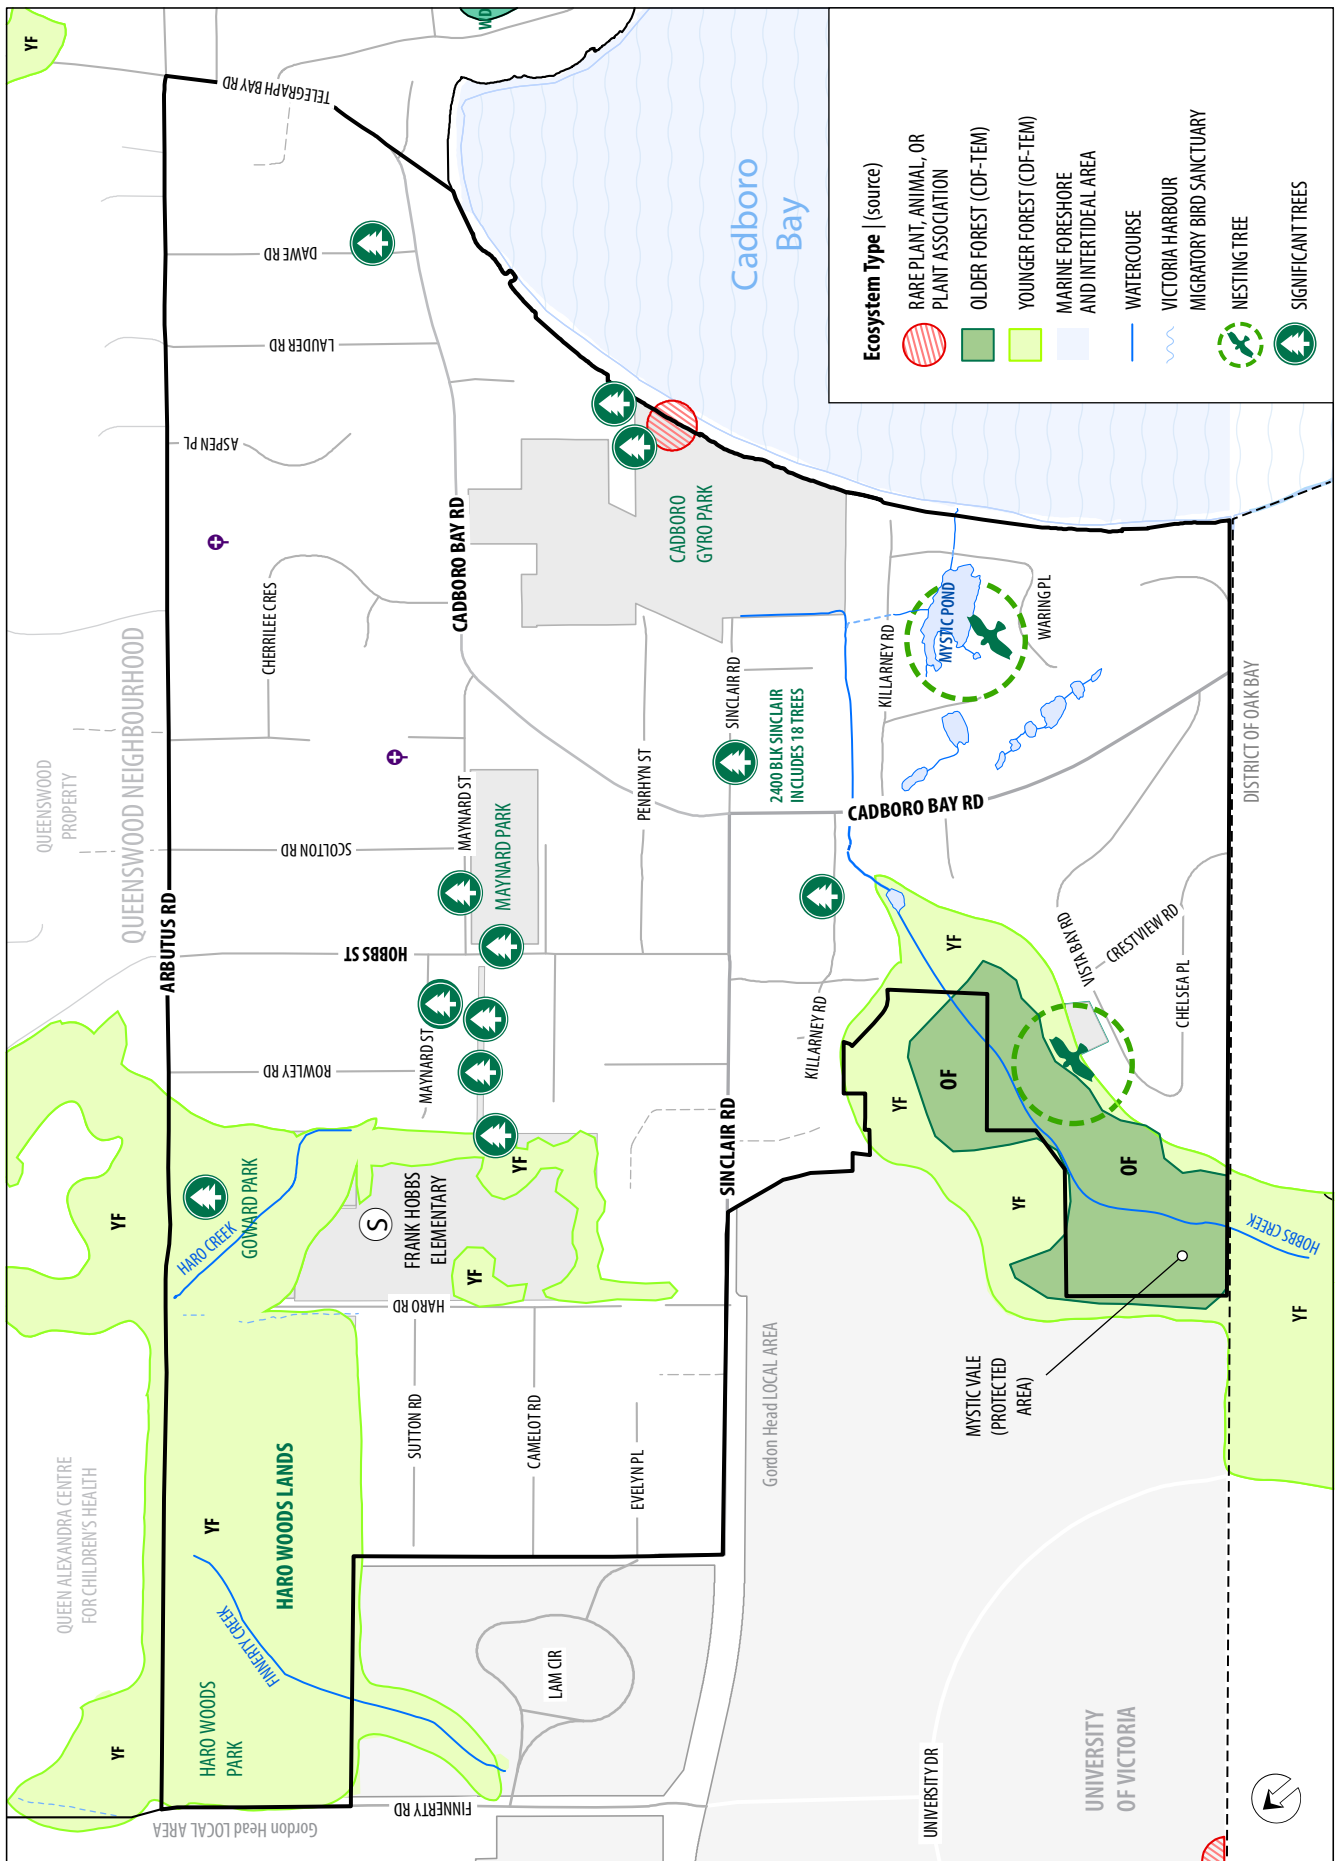 YF
WD
TELEGRAPH BAY RD
Cadboro
Bay
Ecosystem Type | (source)
RARE PLANT, ANIMAL, OR
PLANT ASSOCIATION
OLDER FOREST (CDF-TEM)
YOUNGER FOREST (CDF-TEM)
MARINE FORESHORE
AND INTERTIDEAL AREA
WATERCOURSE
VICTORIA HARBOUR
MIGRATORY BIRD SANCTUARY
NESTING TREE
SIGNIFICANT TREES
DAWE RD
LAUDER RD
ASPEN PL
CHERRILEE CRES
CADBORO BAY RD
CADBORO
GYRO PARK
QUEENSWOOD
PROPERTY
QUEENSWOOD NEIGHBOURHOOD
ARBUTUS RD
SCOLTON RD
MAYNARD ST
MAYNARD PARK
HOBBS ST
PENRHYN ST
SINCLAIR RD
2400 BLK SINCLAIR
INCLUDES 18 TREES
KILLARNEY RD
MYSTIC POND
WARING PL
CADBORO BAY RD
DISTRICT OF OAK BAY
ROWLEY RD
MAYNARD ST
KILLARNEY RD
VISTA BAY RD
CRESTVIEW RD
CHELSEA PL
YF
OF
YF
YF
OF
HOBBS CREEK
YF
MYSTIC VALE
(PROTECTED
AREA)
SINCLAIR RD
YF
HARO CREEK
GOWARD PARK
S
FRANK HOBBS
ELEMENTARY
YF
YF
HARO RD
SUTTON RD
CAMELOT RD
EVELYN PL
Gordon Head LOCAL AREA
QUEEN ALEXANDRA CENTRE
FOR CHILDREN'S HEALTH
YF
HARO WOODS LANDS
FINNERTY CREEK
HARO WOODS
PARK
YF
LAM CIR
FINNERTY RD
Gordon Head LOCAL AREA
UNIVERSITY DR
UNIVERSITY
OF VICTORIA